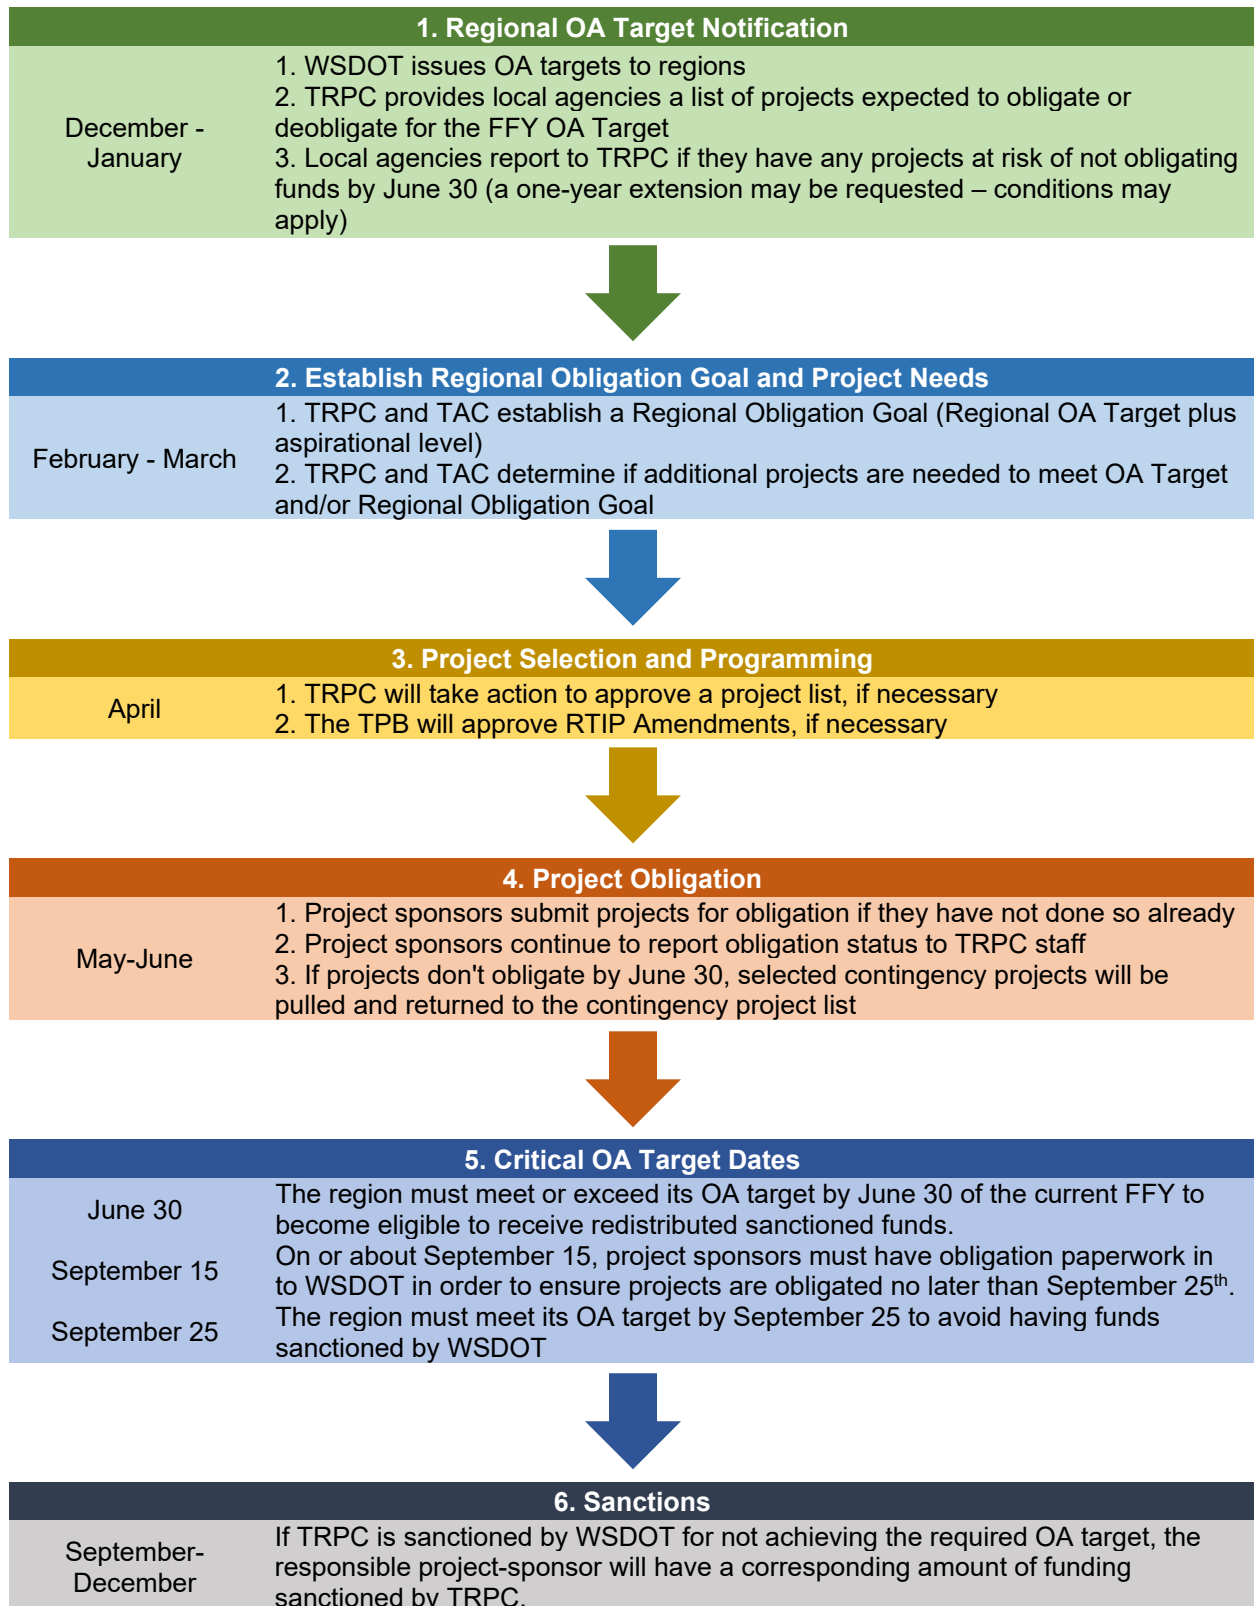 1. Regional OA Target Notification
December -
January
1. WSDOT issues OA targets to regions
2. TRPC provides local agencies a list of projects expected to obligate or
deobligate for the FFY OA Target
3. Local agencies report to TRPC if they have any projects at risk of not obligating
funds by June 30 (a one-year extension may be requested – conditions may
apply)
2. Establish Regional Obligation Goal and Project Needs
February - March
1. TRPC and TAC establish a Regional Obligation Goal (Regional OA Target plus
aspirational level)
2. TRPC and TAC determine if additional projects are needed to meet OA Target
and/or Regional Obligation Goal
3. Project Selection and Programming
April
1. TRPC will take action to approve a project list, if necessary
2. The TPB will approve RTIP Amendments, if necessary
4. Project Obligation
May-June
1. Project sponsors submit projects for obligation if they have not done so already
2. Project sponsors continue to report obligation status to TRPC staff
3. If projects don't obligate by June 30, selected contingency projects will be
pulled and returned to the contingency project list
5. Critical OA Target Dates
June 30
The region must meet or exceed its OA target by June 30 of the current FFY to
become eligible to receive redistributed sanctioned funds.
September 15
On or about September 15, project sponsors must have obligation paperwork in
to WSDOT in order to ensure projects are obligated no later than September 25th.
September 25
The region must meet its OA target by September 25 to avoid having funds
sanctioned by WSDOT
6. Sanctions
September-
December
If TRPC is sanctioned by WSDOT for not achieving the required OA target, the
responsible project-sponsor will have a corresponding amount of funding
sanctioned by TRPC.